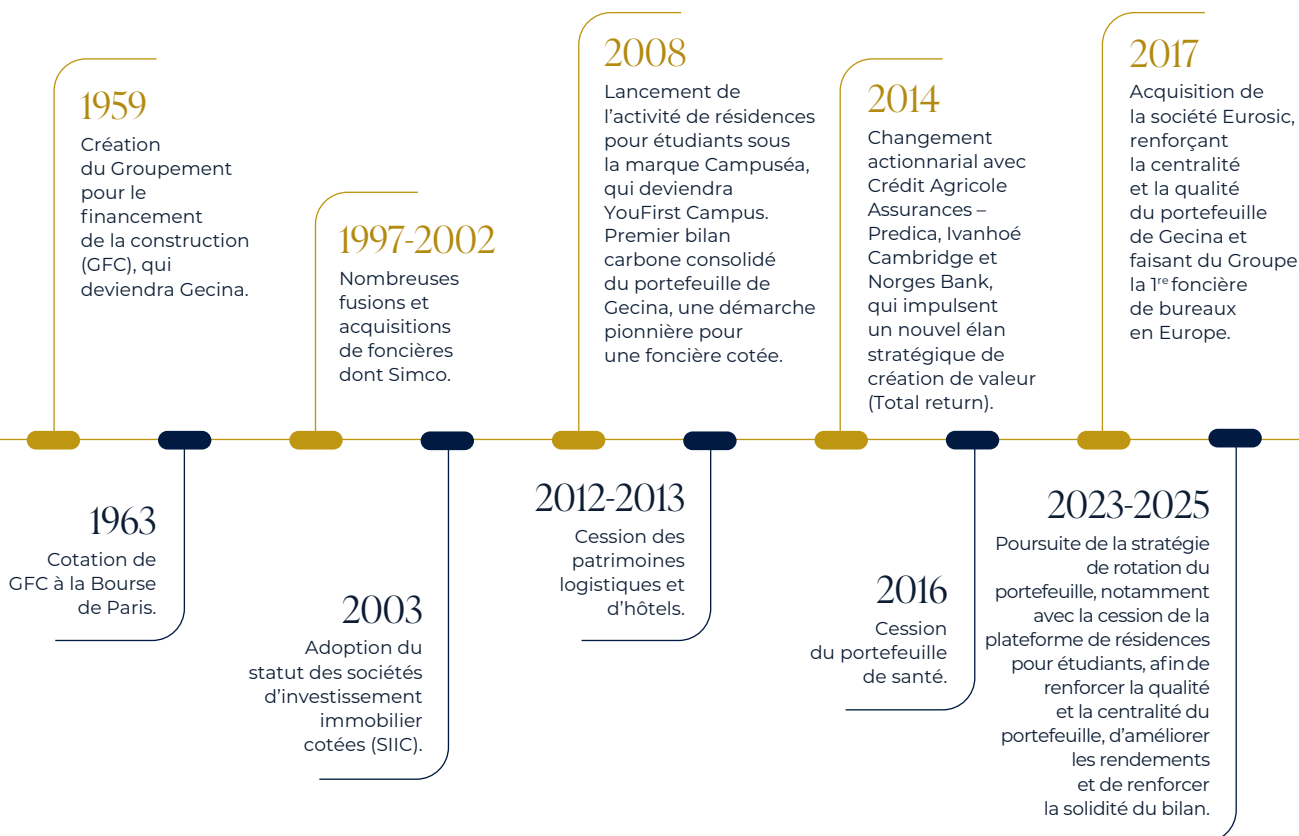 1959
Création
du Groupement
pour le
financement
de la construction
(GFC), qui
deviendra Gecina.
1963
Cotation de
GFC à la Bourse
de Paris.
1997-2002
Nombreuses
fusions et
acquisitions
de foncières
dont Simco.
2003
Adoption du
statut des sociétés
d'investissement
immobilier
cotées (SIIC).
2008
Lancement de
l'activité de résidences
pour étudiants sous
la marque Campuséa,
qui deviendra
YouFirst Campus.
Premier bilan
carbone consolidé
du portefeuille de
Gecina, une démarche
pionnière pour
une foncière cotée.
2012-2013
Cession des
patrimoines
logistiques et
d'hôtels.
2014
Changement
actionnarial avec
Crédit Agricole
Assurances –
Predica, Ivanhoé
Cambridge et
Norges Bank,
qui impulsent
un nouvel élan
stratégique de
création de valeur
(Total return).
2016
Cession
du portefeuille
de santé.
2017
Acquisition de
la société Eurosic,
renforçant
la centralité
et la qualité
du portefeuille
de Gecina et
faisant du Groupe
la 1re foncière
de bureaux
en Europe.
2023-2025
Poursuite de la stratégie
de rotation du
portefeuille, notamment
avec la cession de la
plateforme de résidences
pour étudiants, afin de
renforcer la qualité
et la centralité du
portefeuille, d'améliorer
les rendements
et de renforcer
la solidité du bilan.